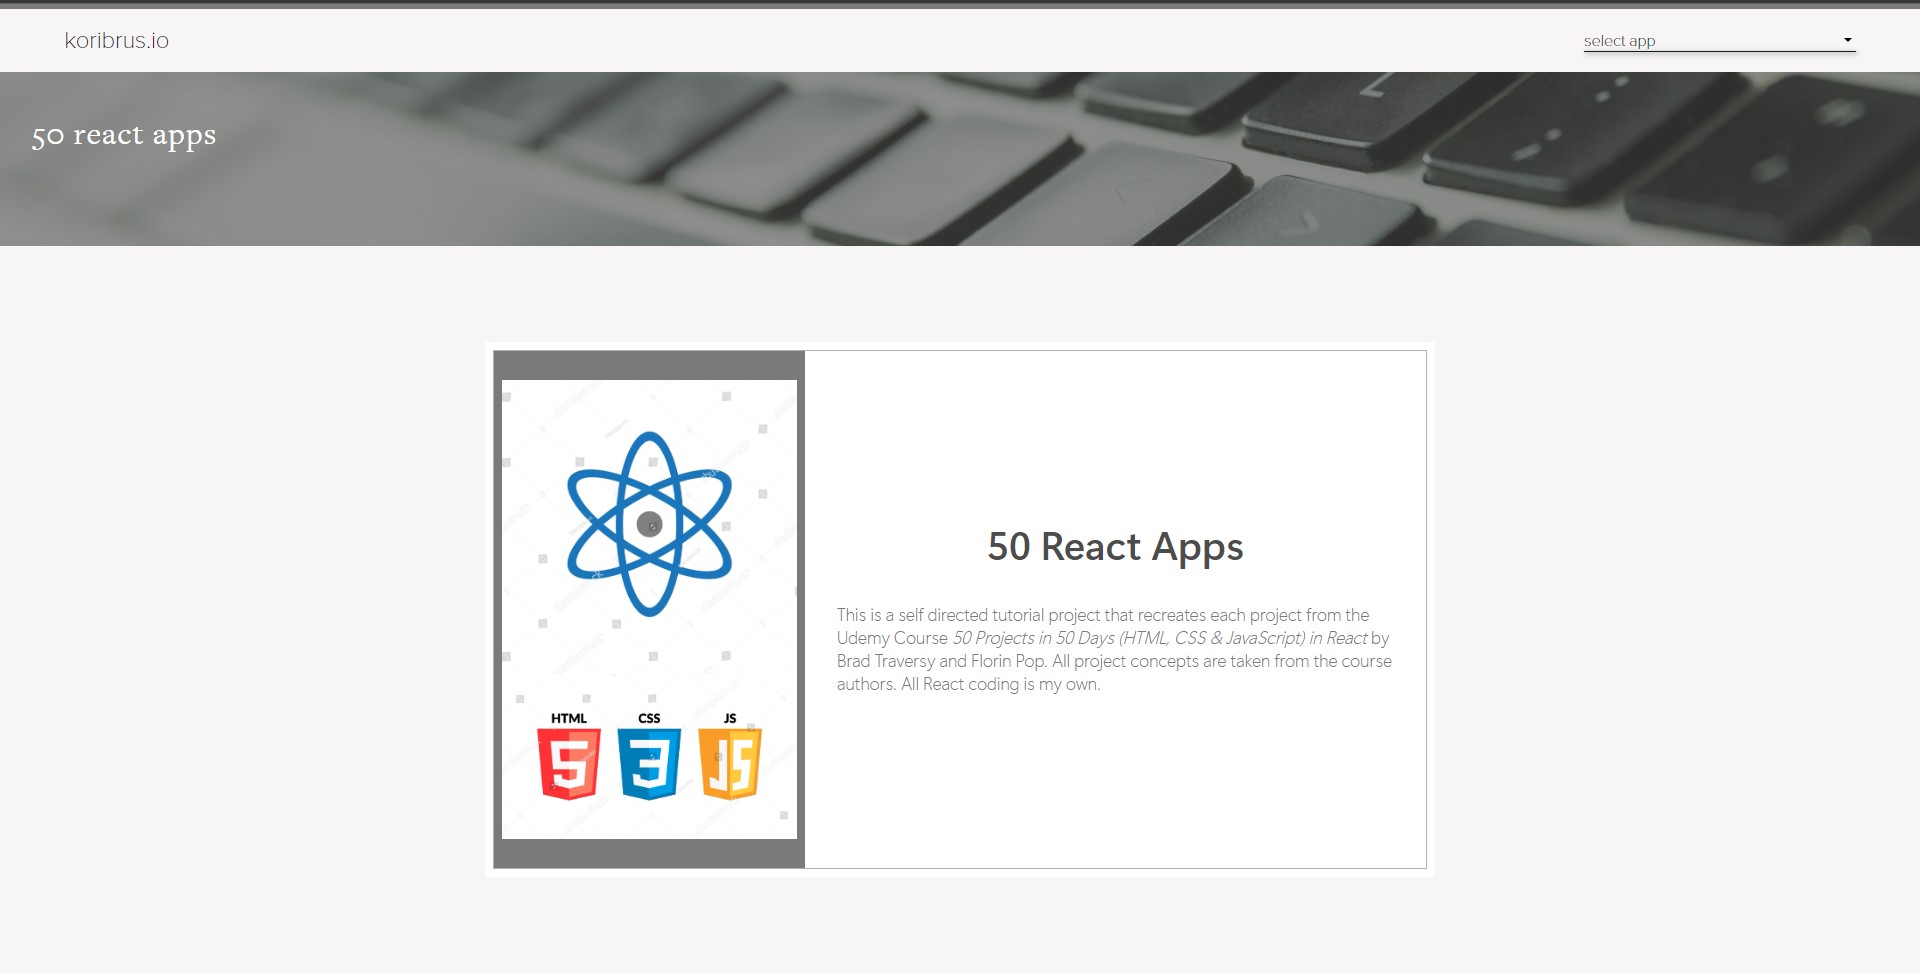 koribrus.io
select app
50 react apps
HTML CSS JS
50 React Apps
This is a self directed tutorial project that recreates each project from the
Udemy Course 50 Projects in 50 Days (HTML, CSS & JavaScript) in React by
Brad Traversy and Florin Pop. All project concepts are taken from the course
authors. All React coding is my own.